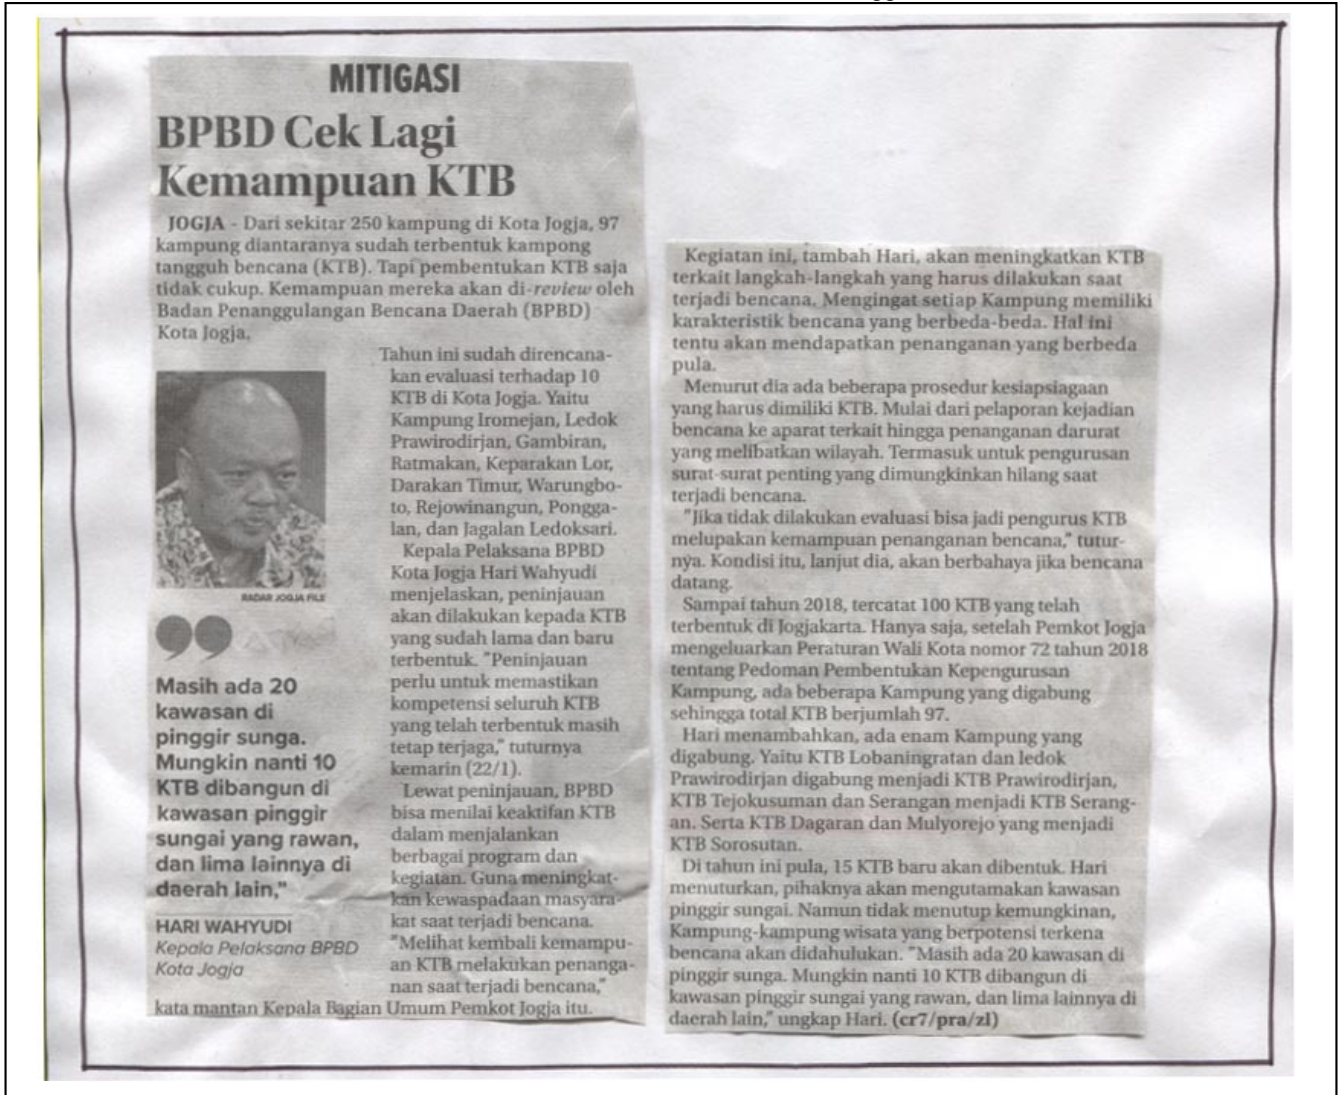 MITIGASI
BPBD Cek Lagi
Kemampuan KTB
JOGJA - Dari sekitar 250 kampung di Kota Jogja, 97
kampung diantaranya sudah terbentuk kampong
tangguh bencana (KTB). Tapi pembentukan KTB saja
tidak cukup. Kemampuan mereka akan di-review oleh
Badan Penanggulangan Bencana Daerah (BPBD)
Kota Jogja.
Tahun ini sudah direncana-
kan evaluasi terhadap 10
KTB di Kota Jogja. Yaitu
Kampung Iromejan, Ledok
Prawirodirjan, Gambiran,
Ratmakan, Keparakan Lor,
Darakan Timur, Warungbo-
to, Rejowinangun, Pongga-
lan, dan Jagalan Ledoksari.
Kepala Pelaksana BPBD
Kota Jogja Hari Wahyudi
menjelaskan, peninjauan
akan dilakukan kepada KTB
yang sudah lama dan baru
terbentuk. "Peninjauan
perlu untuk memastikan
kompetensi seluruh KTB
yang telah terbentuk masih
tetap terjaga," tuturnya
kemarin (22/1).
Lewat peninjauan, BPBD
bisa menilai keaktifan KTB
dalam menjalankan
berbagai program dan
kegiatan. Guna meningkat-
kan kewaspadaan masyara-
kat saat terjadi bencana.
"Melihat kembali kemampu-
an KTB melakukan penanga-
nan saat terjadi bencana,"
kata mantan Kepala Bagian Umum Pemkot Jogja itu.
RADAR JOGJA FILE
Masih ada 20
kawasan di
pinggir sunga.
Mungkin nanti 10
KTB dibangun di
kawasan pinggir
sungai yang rawan,
dan lima lainnya di
daerah lain,"
HARI WAHYUDI
Kepala Pelaksana BPBD
Kota Jogja
Kegiatan ini, tambah Hari, akan meningkatkan KTB
terkait langkah-langkah yang harus dilakukan saat
terjadi bencana. Mengingat setiap Kampung memiliki
karakteristik bencana yang berbeda-beda. Hal ini
tentu akan mendapatkan penanganan yang berbeda
pula.
Menurut dia ada beberapa prosedur kesiapsiagaan
yang harus dimiliki KTB. Mulai dari pelaporan kejadian
bencana ke aparat terkait hingga penanganan darurat
yang melibatkan wilayah. Termasuk untuk pengurusan
surat-surat penting yang dimungkinkan hilang saat
terjadi bencana.
"Jika tidak dilakukan evaluasi bisa jadi pengurus KTB
melupakan kemampuan penanganan bencana," tutur-
nya. Kondisi itu, lanjut dia, akan berbahaya jika bencana
datang.
Sampai tahun 2018, tercatat 100 KTB yang telah
terbentuk di Jogjakarta. Hanya saja, setelah Pemkot Jogja
mengeluarkan Peraturan Wali Kota nomor 72 tahun 2018
tentang Pedoman Pembentukan Kepengurusan
Kampung, ada beberapa Kampung yang digabung
sehingga total KTB berjumlah 97.
Hari menambahkan, ada enam Kampung yang
digabung. Yaitu KTB Lobaningratan dan ledok
Prawirodirjan digabung menjadi KTB Prawirodirjan,
KTB Tejokusuman dan Serangan menjadi KTB Serang-
an. Serta KTB Dagaran dan Mulyorejo yang menjadi
KTB Sorosutan.
Di tahun ini pula, 15 KTB baru akan dibentuk. Hari
menuturkan, pihaknya akan mengutamakan kawasan
pinggir sungai. Namun tidak menutup kemungkinan,
Kampung-kampung wisata yang berpotensi terkena
bencana akan didahulukan. "Masih ada 20 kawasan di
pinggir sunga. Mungkin nanti 10 KTB dibangun di
kawasan pinggir sungai yang rawan, dan lima lainnya di
daerah lain," ungkap Hari. (cr7/pra/zl)